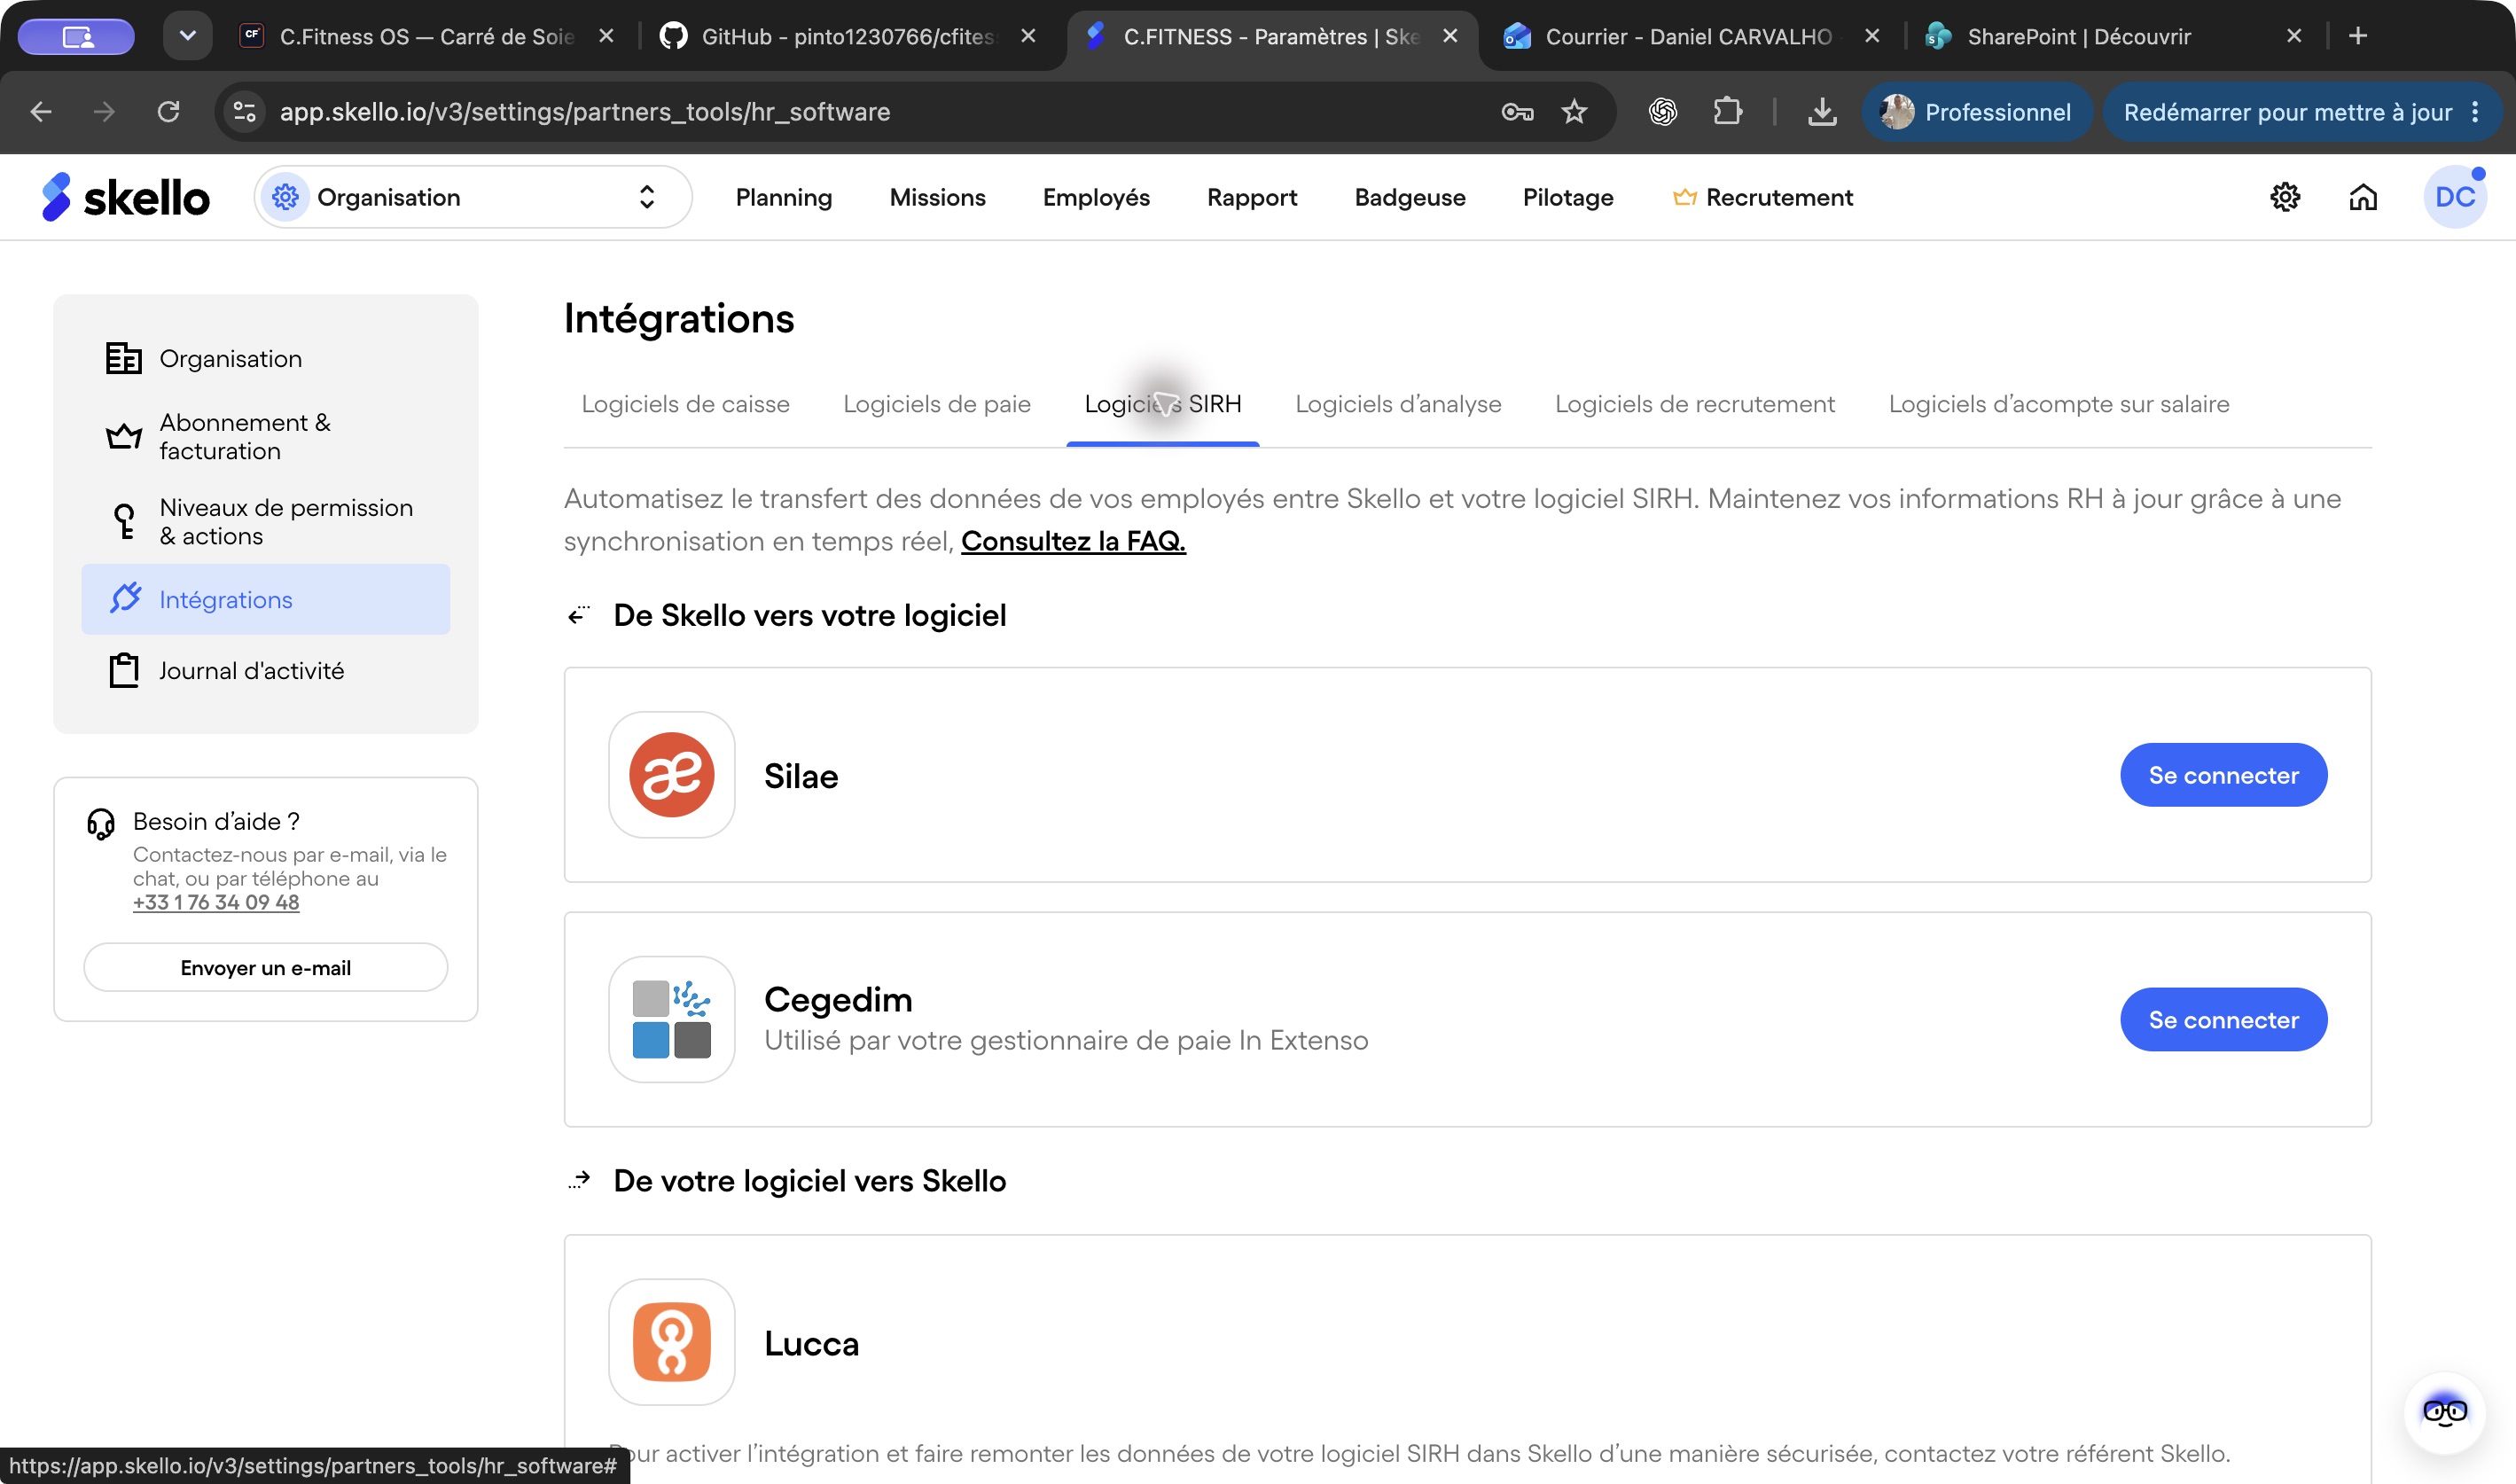 C.Fitness OS — Carré de Soie
GitHub - pinto1230766/cfites
C.FITNESS - Paramètres | Ske
Courrier - Daniel CARVALHO
SharePoint | Découvrir
app.skello.io/v3/settings/partners_tools/hr_software
Professionnel
Redémarrer pour mettre à jour
skello
Organisation
Planning
Missions
Employés
Rapport
Badgeuse
Pilotage
Recrutement
DC
Organisation
Abonnement &
facturation
Niveaux de permission
& actions
Intégrations
Journal d'activité
Besoin d’aide ?
Contactez-nous par e-mail, via le
chat, ou par téléphone au
+33 1 76 34 09 48
Envoyer un e-mail
Intégrations
Logiciels de caisse
Logiciels de paie
Logiciels SIRH
Logiciels d’analyse
Logiciels de recrutement
Logiciels d’acompte sur salaire
Automatisez le transfert des données de vos employés entre Skello et votre logiciel SIRH. Maintenez vos informations RH à jour grâce à une
synchronisation en temps réel, Consultez la FAQ.
De Skello vers votre logiciel
Silae
Se connecter
Cegedim
Utilisé par votre gestionnaire de paie In Extenso
Se connecter
De votre logiciel vers Skello
Lucca
Pour activer l’intégration et faire remonter les données de votre logiciel SIRH dans Skello d’une manière sécurisée, contactez votre référent Skello.
https://app.skello.io/v3/settings/partners_tools/hr_software#